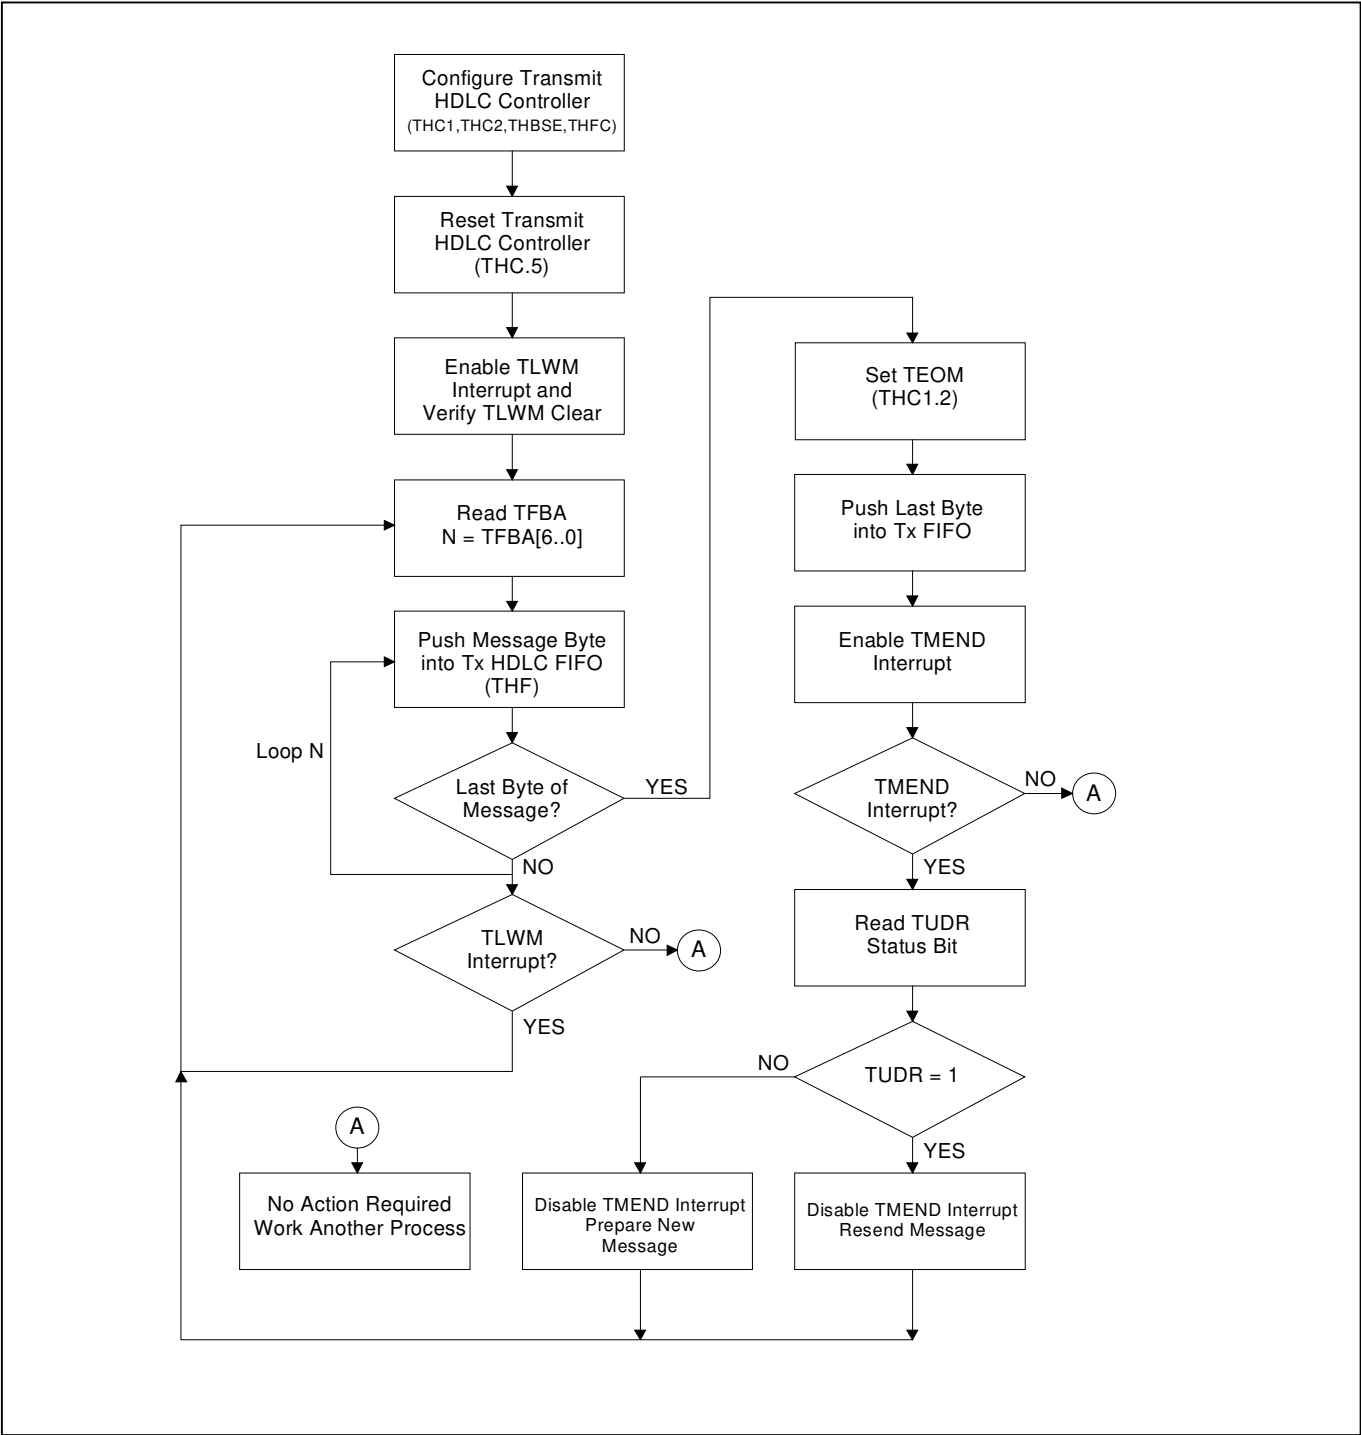 Configure Transmit
HDLC Controller
(THC1,THC2,THBSE,THFC)
Reset Transmit
HDLC Controller
(THC.5)
Enable TLWM
Interrupt and
Verify TLWM Clear
Read TFBA
N = TFBA[6..0]
Push Message Byte
into Tx HDLC FIFO
(THF)
Loop N
Last Byte of
Message?
YES
NO
TLWM
Interrupt?
NO
A
YES
A
No Action Required
Work Another Process
Set TEOM
(THC1.2)
Push Last Byte
into Tx FIFO
Enable TMEND
Interrupt
TMEND
Interrupt?
NO
A
YES
Read TUDR
Status Bit
TUDR = 1
NO
YES
Disable TMEND Interrupt
Prepare New
Message
Disable TMEND Interrupt
Resend Message